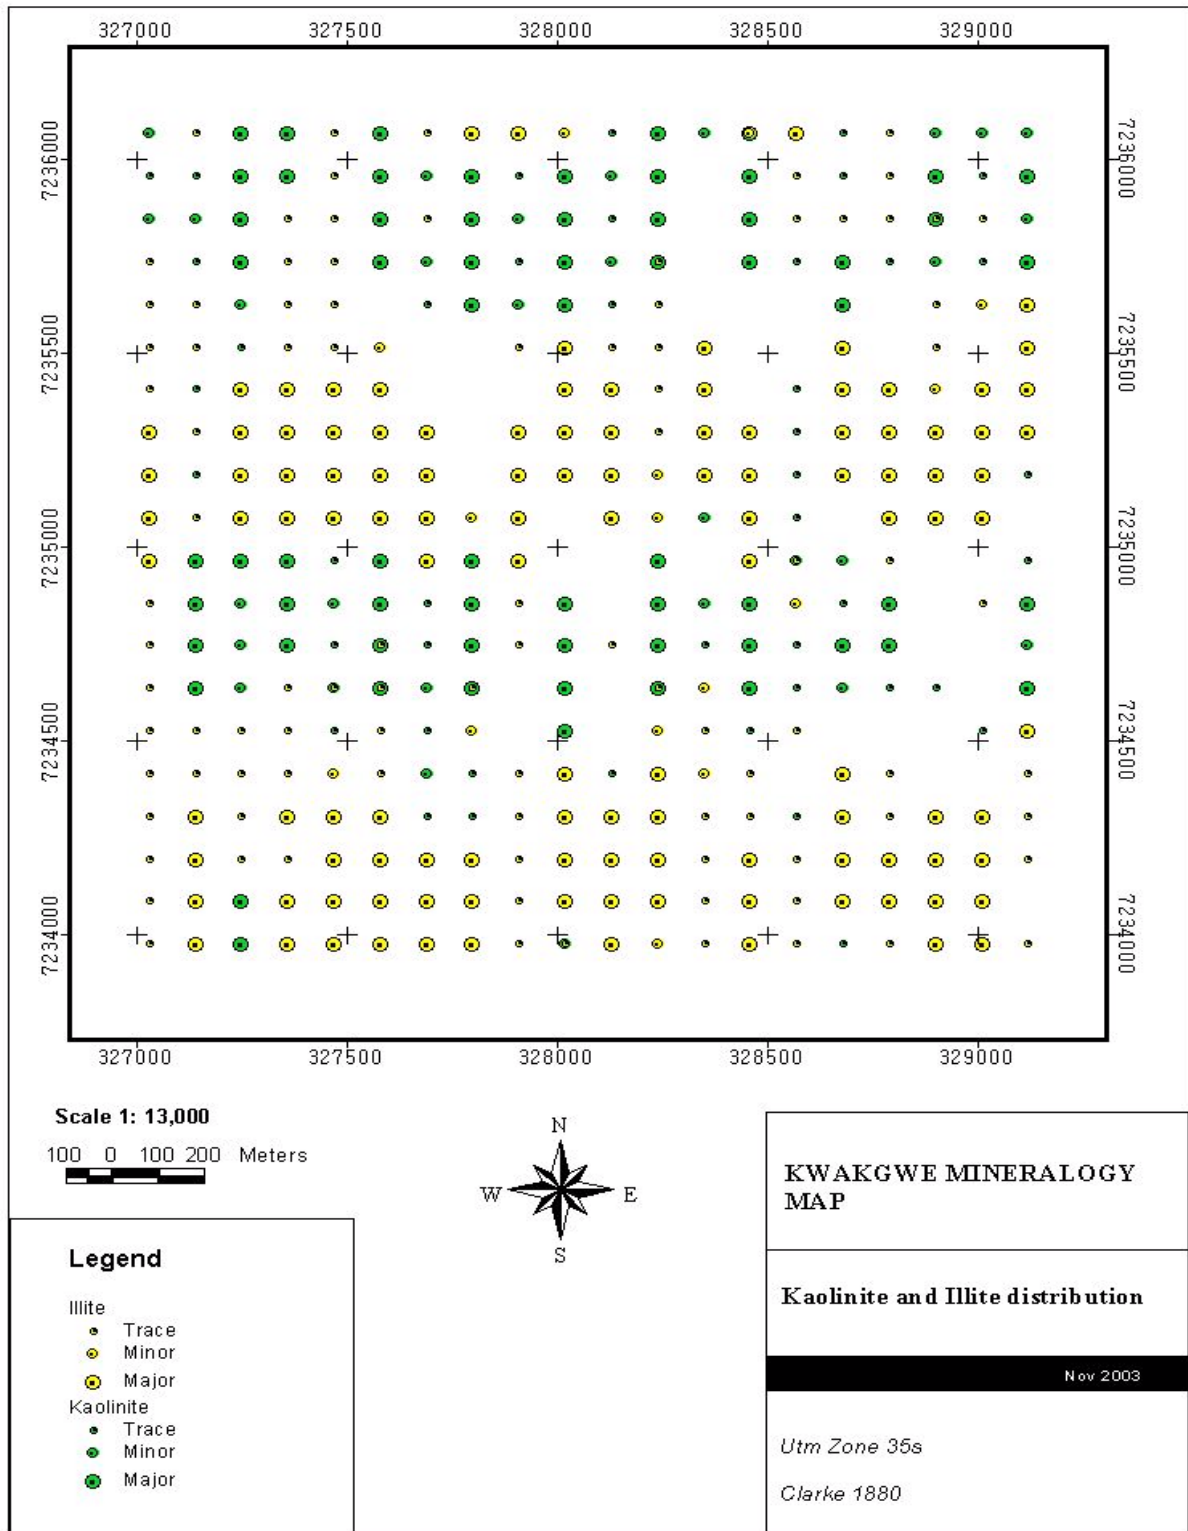 327000 327500 328000 328500 329000
7236000 7236000
7235500 7235500
7235000 7235000
7234500 7234500
7234000 7234000
327000 327500 328000 328500 329000
Scale 1: 13,000
100 0 100 200 Meters
N
W E
S
Legend
Illite
Trace
Minor
Major
Kaolinite
Trace
Minor
Major
KWAKGWE MINERALOGY
MAP
Kaolinite and Illite distribution
Nov 2003
Utm Zone 35s
Clarke 1880